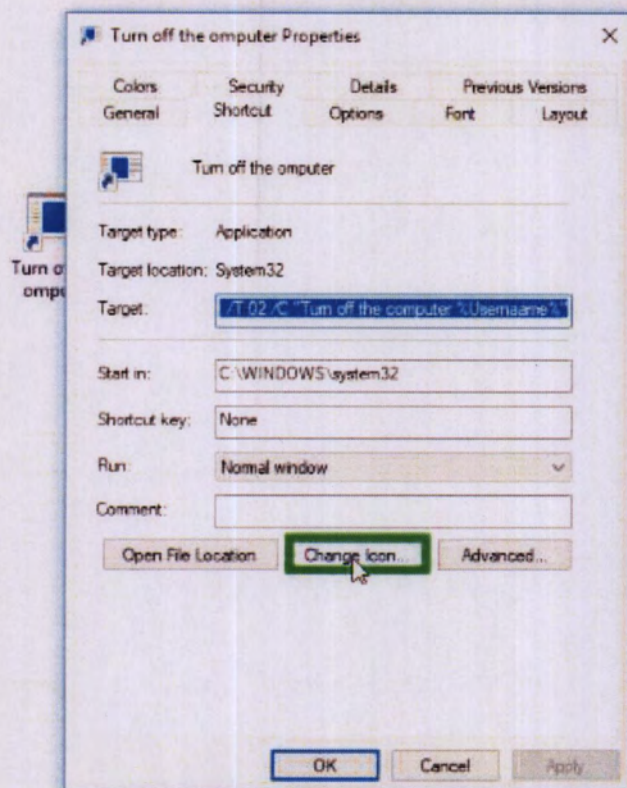 Turn off the omputer Properties
Colors Security Details Previous Versions
General Shortcut Options Font Layout
Turn off the omputer
Target type: Application
Turn o
ompu
Target location: System32
Target: /T 02 /C "Turn off the computer %Usernaame%"
Start in: C:\WINDOWS\system32
Shortcut key: None
Run: Normal window
Comment:
Open File Location Change Icon... Advanced...
OK Cancel Apply